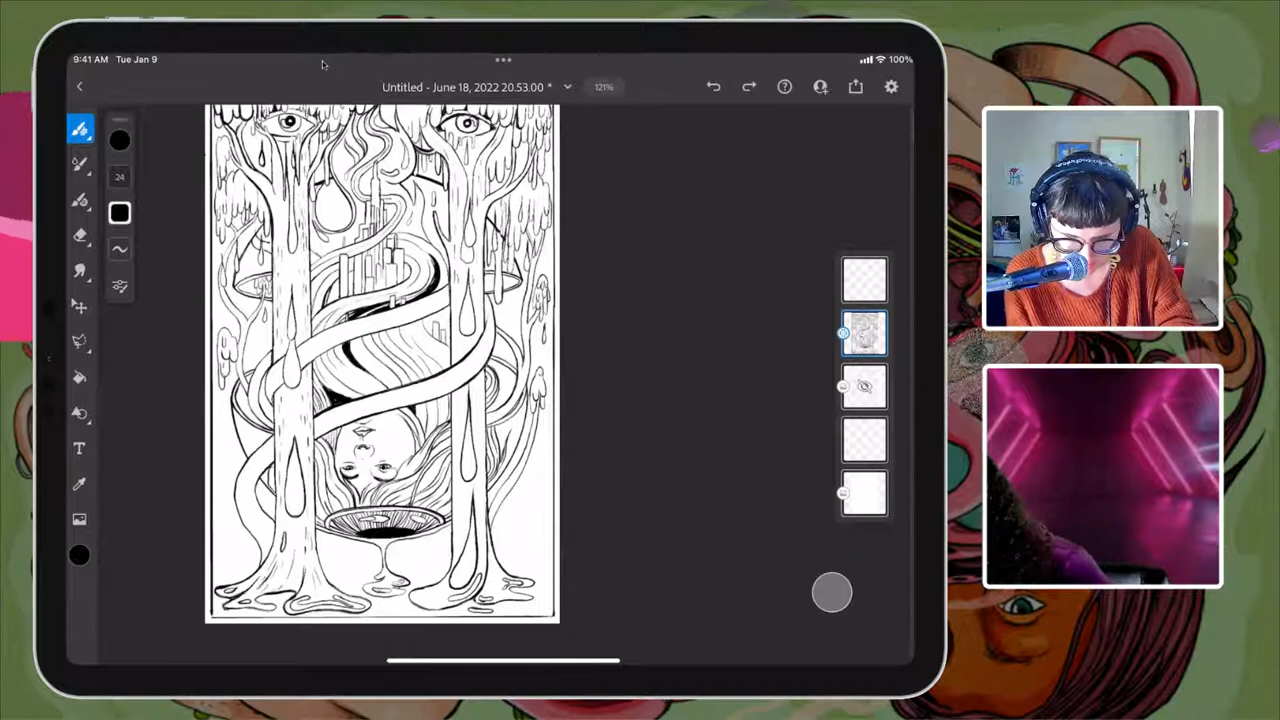 9:41 AM Tue Jan 9
100%
Untitled - June 18, 2022 20.53.00 *
121%
24
T